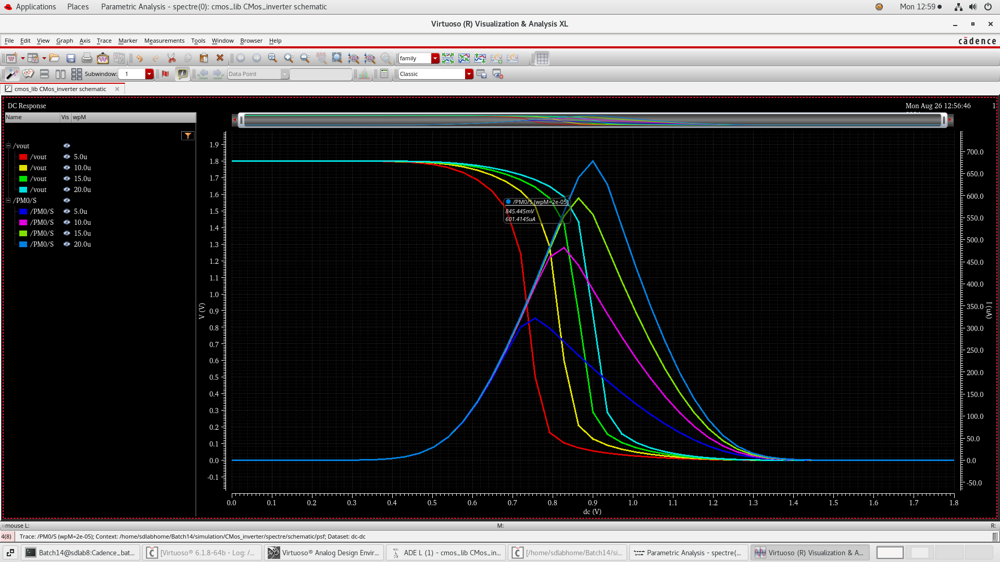 Applications Places Parametric Analysis - spectre(0): cmos_lib CMos_inverter schematic Mon 12:59
Virtuoso (R) Visualization & Analysis XL
File Edit View Graph Axis Trace Marker Measurements Tools Window Browser Help cādence
family
Subwindow: 1 Data Point Classic
cmos_lib CMos_inverter schematic
DC Response Mon Aug 26 12:56:46 1
Name Vis wpM
/vout
/vout 5.0u
/vout 10.0u
/vout 15.0u
/vout 20.0u
/PM0/S
/PM0/S 5.0u
/PM0/S 10.0u
/PM0/S 15.0u
/PM0/S 20.0u
V (V)
1.9
1.8
1.7
1.6
1.5
1.4
1.3
1.2
1.1
1.0
0.9
0.8
0.7
0.6
0.5
0.4
0.3
0.2
0.1
0.0
-0.1
/PM0/S (wpM=2e-05)
845.445mV
601.4145uA
700.0
650.0
600.0
550.0
500.0
450.0
400.0
350.0
300.0
250.0
200.0
150.0
100.0
50.0
0.0
-50.0
I (uA)
0.0 0.1 0.2 0.3 0.4 0.5 0.6 0.7 0.8 0.9 1.0 1.1 1.2 1.3 1.4 1.5 1.6 1.7 1.8
dc (V)
mouse L: M: R:
4(8) Trace: /PM0/S (wpM=2e-05); Context: /home/sdlabhome/Batch14/simulation/CMos_inverter/spectre/schematic/psf; Dataset: dc-dc
Batch14@sdlab8:Cadence_bat... [Virtuoso® 6.1.8-64b - Log: /... Virtuoso® Analog Design Envir... ADE L (1) - cmos_lib CMos_in... [/home/sdlabhome/Batch14/si... Parametric Analysis - spectre(... Virtuoso (R) Visualization & A...